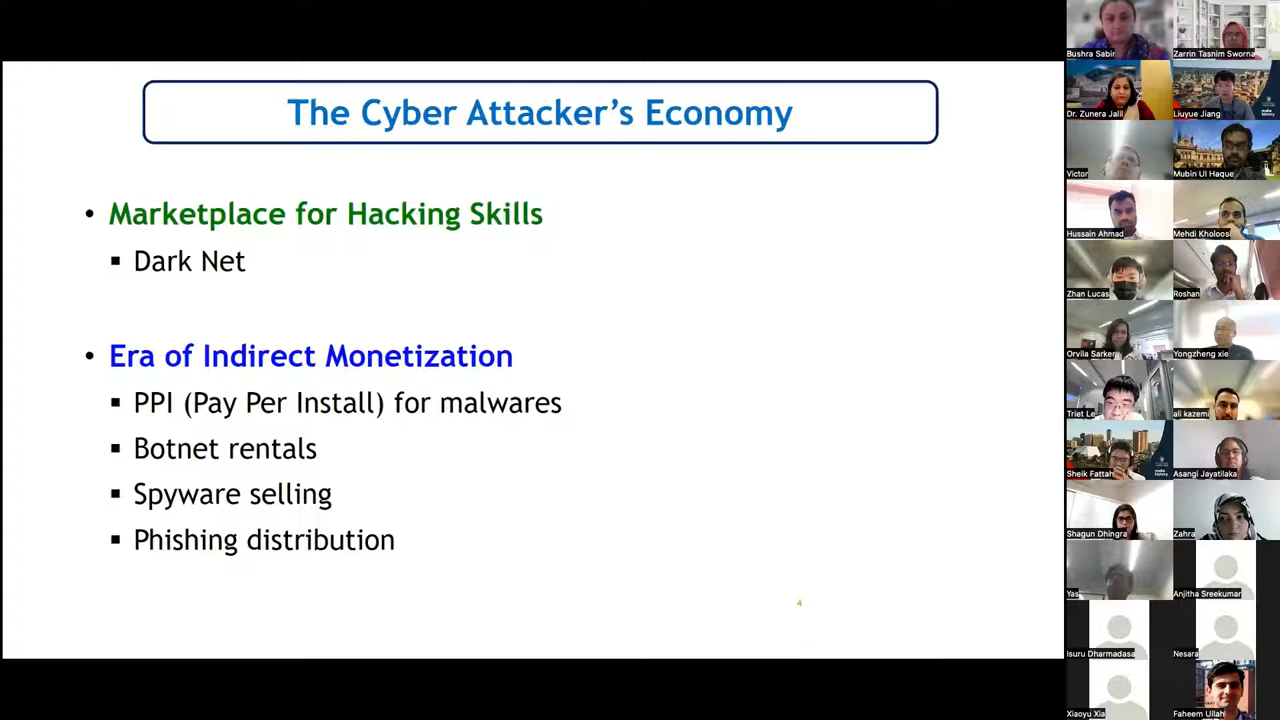 The Cyber Attacker's Economy
• Marketplace for Hacking Skills
▪ Dark Net
• Era of Indirect Monetization
▪ PPI (Pay Per Install) for malwares
▪ Botnet rentals
▪ Spyware selling
▪ Phishing distribution
4
Bushra Sabir
Zarrin Tasnim Sworna
Dr. Zunera Jalil
Liuyue Jiang
Victor
Mubin Ul Haque
Hussain Ahmad
Mehdi Kholoosi
Zhan Lucas
Roshan
Orvila Sarker
Yongzheng xie
Triet Le
ali kazemi
Sheik Fattah
Asangi Jayatilaka
Shagun Dhingra
Zahra
Yas
Anjitha Sreekumar
Isuru Dharmadasa
Nesara
Xiaoyu Xia
Faheem Ullah